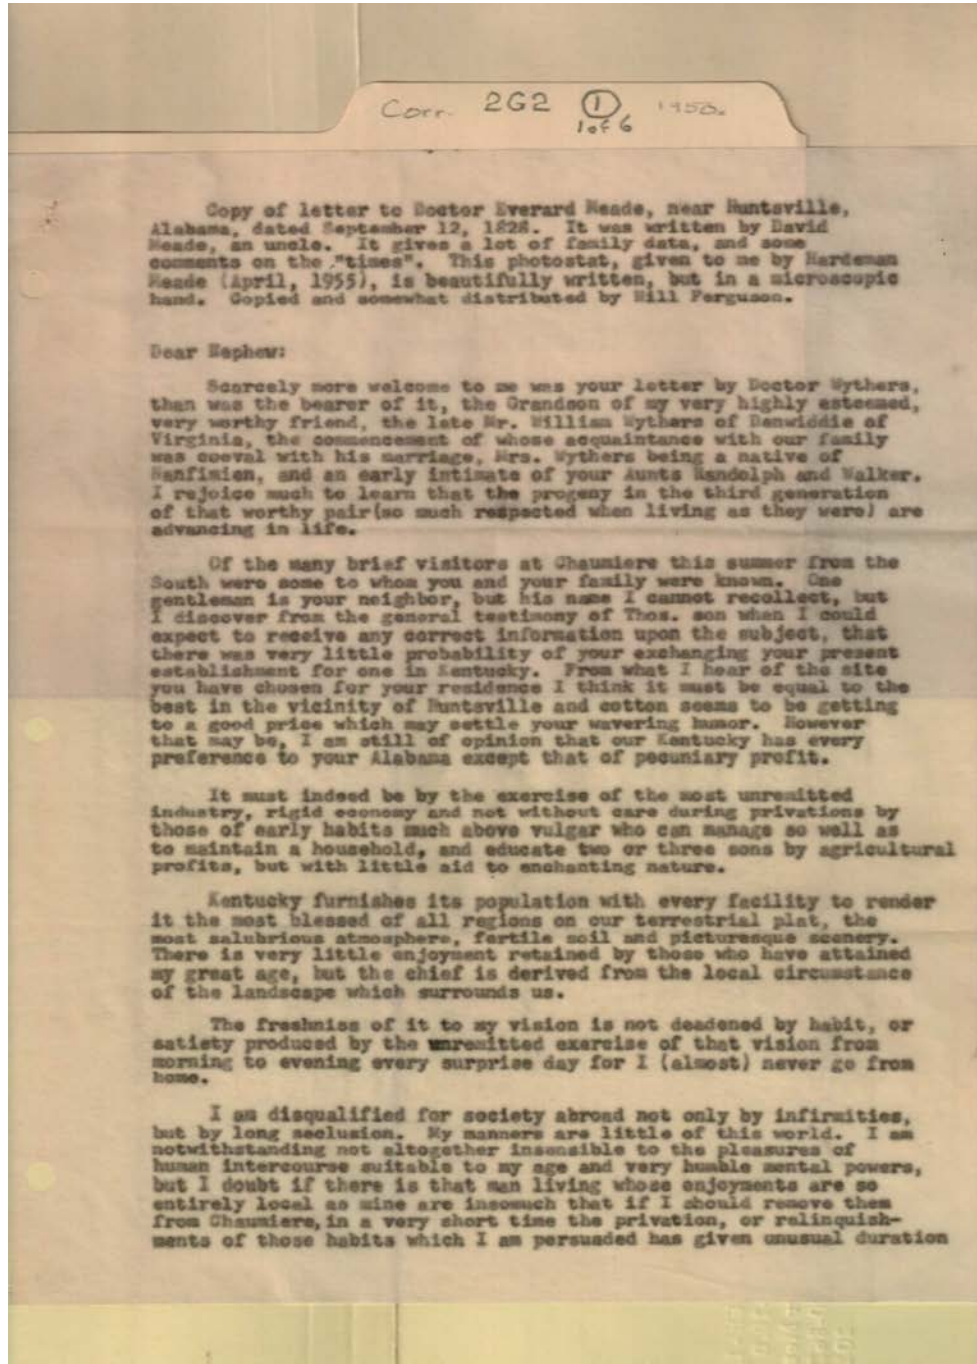 Corr. 2G2 1 1950.
1 of 6
Copy of letter to Doctor Everard Meade, near Huntsville,
Alabama, dated September 12, 1828. It was written by David
Meade, an uncle. It gives a lot of family data, and some
comments on the "times". This photostat, given to me by Hardeman
Meade (April, 1955), is beautifully written, but in a microscopic
hand. Copied and somewhat distributed by Hill Ferguson.
Dear Nephew:
Scarcely more welcome to me was your letter by Doctor Wythers,
than was the bearer of it, the Grandson of my very highly esteemed,
very worthy friend, the late Mr. William Wythers of Denwiddie of
Virginia, the commencement of whose acquaintance with our family
was coeval with his marriage, Mrs. Wythers being a native of
Nanfimien, and an early intimate of your Aunts Randolph and Walker.
I rejoice much to learn that the progeny in the third generation
of that worthy pair(so much respected when living as they were) are
advancing in life.
Of the many brief visitors at Chaumiere this summer from the
South were some to whom you and your family were known. One
gentleman is your neighbor, but his name I cannot recollect, but
I discover from the general testimony of Thos. son when I could
expect to receive any correct information upon the subject, that
there was very little probability of your exchanging your present
establishment for one in Kentucky. From what I hear of the site
you have chosen for your residence I think it must be equal to the
best in the vicinity of Huntsville and cotton seems to be getting
to a good price which may settle your wavering humor. However
that may be, I am still of opinion that our Kentucky has every
preference to your Alabama except that of pecuniary profit.
It must indeed be by the exercise of the most unremitted
industry, rigid economy and not without care during privations by
those of early habits much above vulgar who can manage so well as
to maintain a household, and educate two or three sons by agricultural
profits, but with little aid to enchanting nature.
Kentucky furnishes its population with every facility to render
it the most blessed of all regions on our terrestrial plat, the
most salubrious atmosphere, fertile soil and picturesque scenery.
There is very little enjoyment retained by those who have attained
my great age, but the chief is derived from the local circumstance
of the landscape which surrounds us.
The freshniss of it to my vision is not deadened by habit, or
satiety produced by the unremitted exercise of that vision from
morning to evening every surprise day for I (almost) never go from
home.
I am disqualified for society abroad not only by infirmities,
but by long seclusion. My manners are little of this world. I am
notwithstanding not altogether insensible to the pleasures of
human intercourse suitable to my age and very humble mental powers,
but I doubt if there is that man living whose enjoyments are so
entirely local as mine are insomuch that if I should remove them
from Chaumiere, in a very short time the privation, or relinquish-
ments of those habits which I am persuaded has given unusual duration